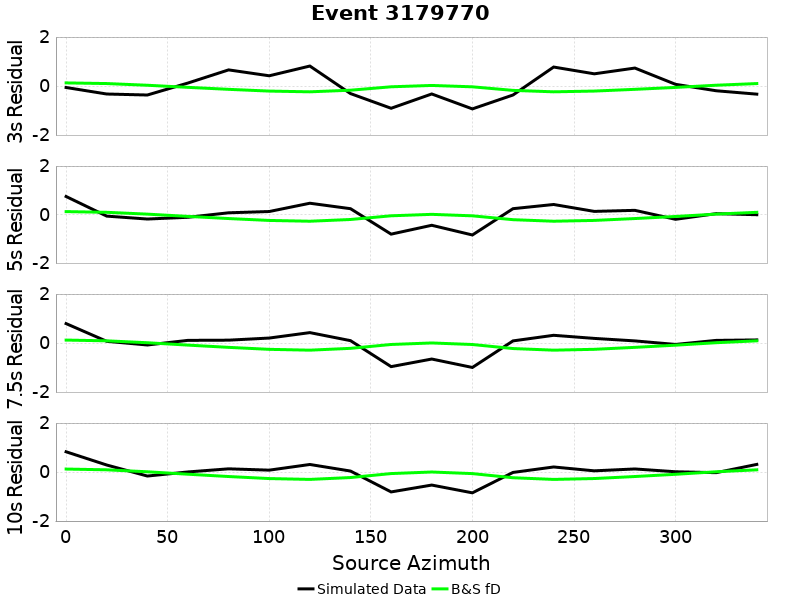 Event 3179770
3s Residual
2
0
-2
5s Residual
2
0
-2
7.5s Residual
2
0
-2
10s Residual
2
0
-2
0 50 100 150 200 250 300
Source Azimuth
Simulated Data B&S fD